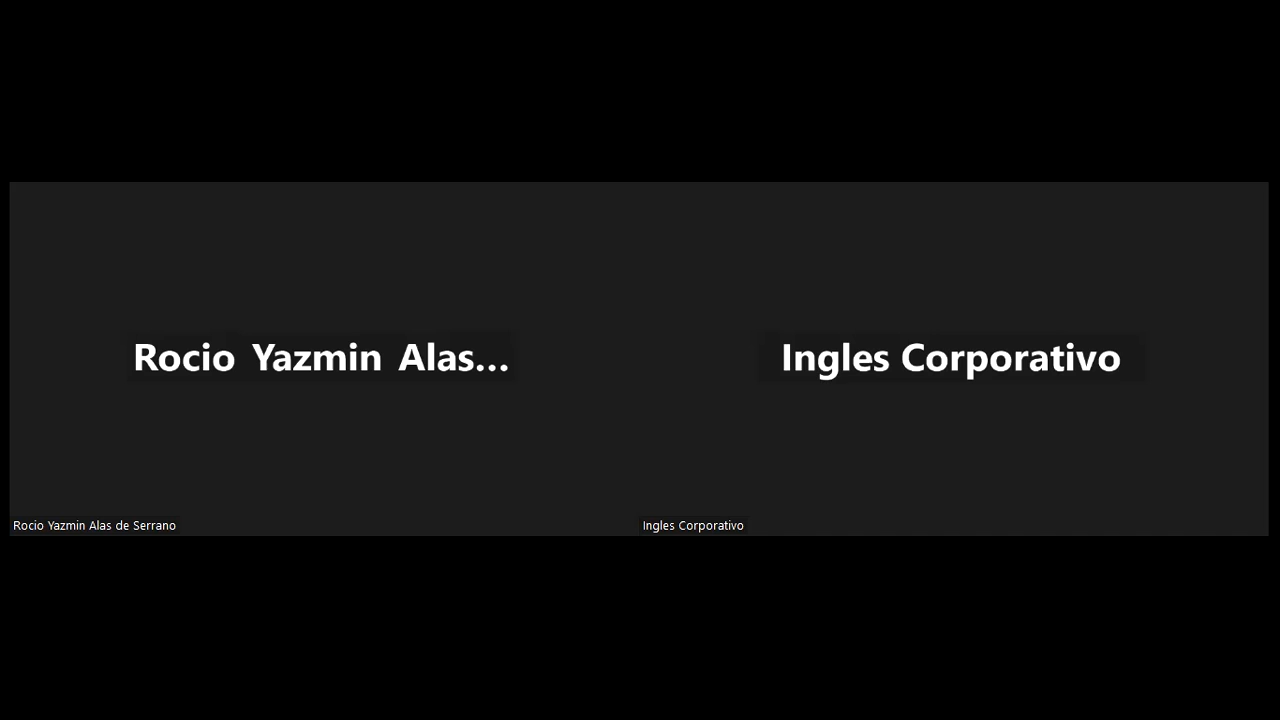 Rocio Yazmin Alas...
Ingles Corporativo
Rocio Yazmin Alas de Serrano
Ingles Corporativo